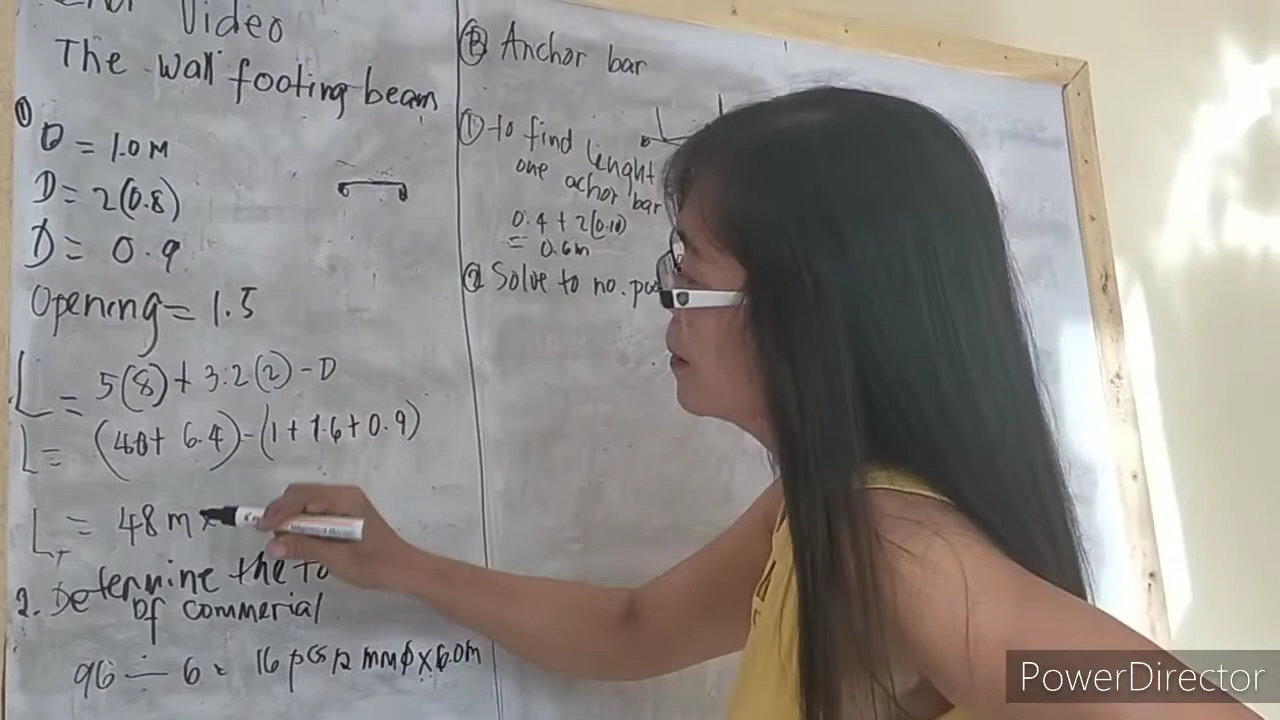 Video
The wall footing beam
①
D = 1.0 M
D = 2(0.8)
D = 0.9
Opening = 1.5
L = 5(8) + 3.2(2) - D
L = (40+ 6.4) - (1 + 1.6 + 0.9)
LT = 48 m x
2. Determine the To
of commerial
96 ÷ 6 = 16 pcs 12 mmφ x 6.0m
Ⓑ Anchor bar
① to find lenght
one achor bar
0.4 + 2(0.10)
= 0.6m
② Solve to no. pcs
PowerDirector